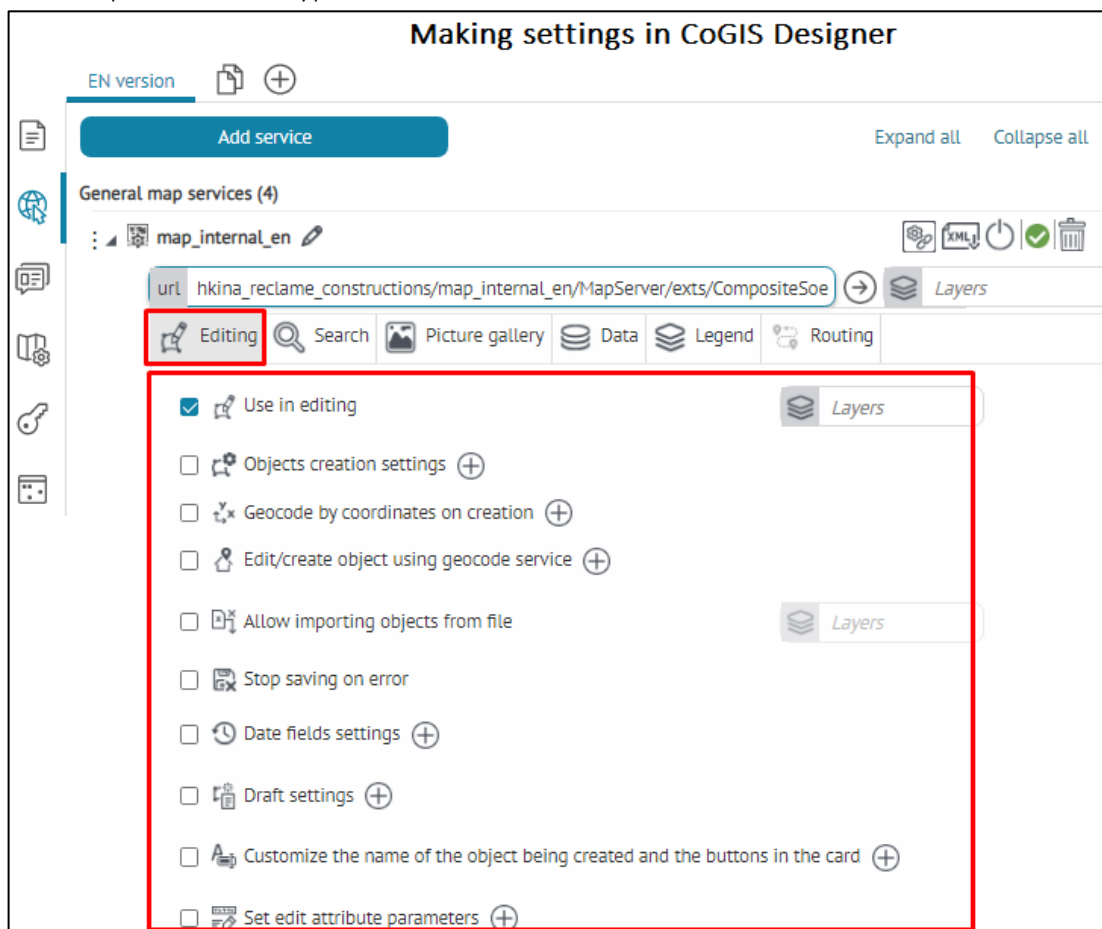 Making settings in CoGIS Designer
EN version
Add service
Expand all Collapse all
General map services (4)
map_internal_en
XML
url hkina_reclame_constructions/map_internal_en/MapServer/exts/CompositeSoe Layers
Editing Search Picture gallery Data Legend Routing
Use in editing Layers
Objects creation settings
Geocode by coordinates on creation
Edit/create object using geocode service
Allow importing objects from file Layers
Stop saving on error
Date fields settings
Draft settings
Customize the name of the object being created and the buttons in the card
Set edit attribute parameters